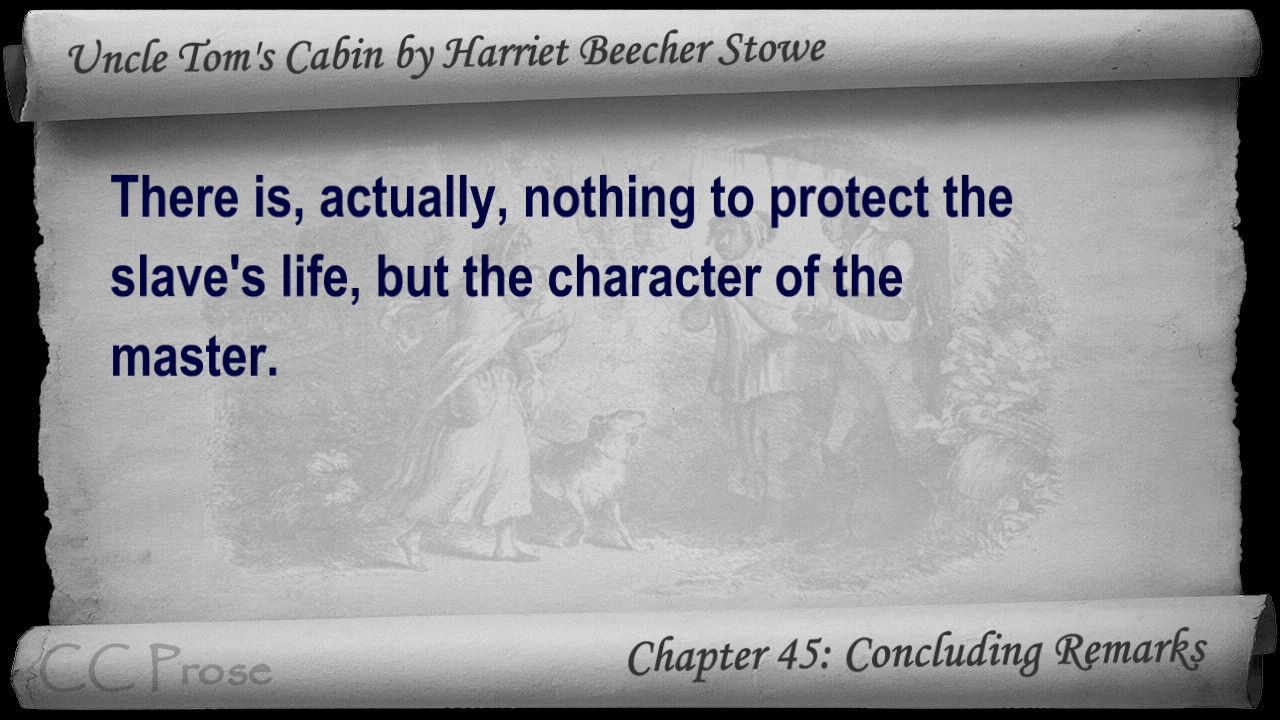 Uncle Tom's Cabin by Harriet Beecher Stowe
There is, actually, nothing to protect the
slave's life, but the character of the
master.
CC Prose
Chapter 45: Concluding Remarks